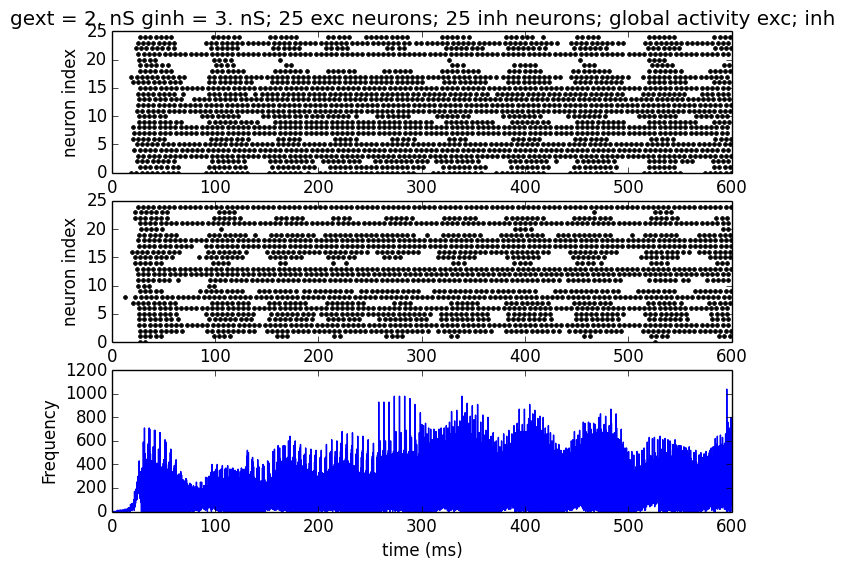 gext = 2. nS ginh = 3. nS; 25 exc neurons; 25 inh neurons; global activity exc; inh
25
20
15
10
5
0
neuron index
0 100 200 300 400 500 600
25
20
15
10
5
0
neuron index
0 100 200 300 400 500 600
1200
1000
800
600
400
200
0
Frequency
0 100 200 300 400 500 600
time (ms)